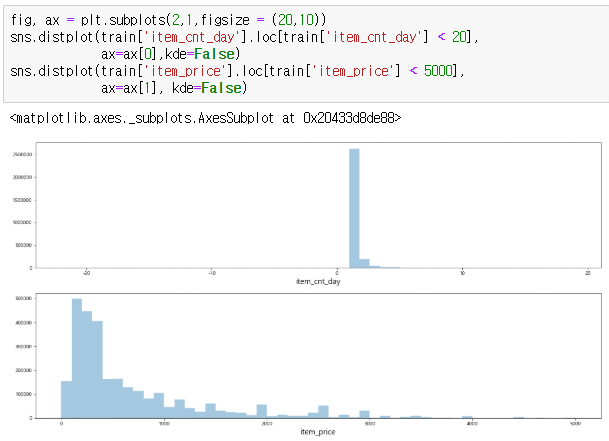 fig, ax = plt.subplots(2,1,figsize = (20,10))
sns.distplot(train['item_cnt_day'].loc[train['item_cnt_day'] < 20],
ax=ax[0],kde=False)
sns.distplot(train['item_price'].loc[train['item_price'] < 5000],
ax=ax[1], kde=False)
<matplotlib.axes._subplots.AxesSubplot at 0x20433d8de88>
2500000
2000000
1500000
1000000
500000
0
-20 -10 0 10 20
item_cnt_day
500000
400000
300000
200000
100000
0
0 1000 2000 3000 4000 5000
item_price